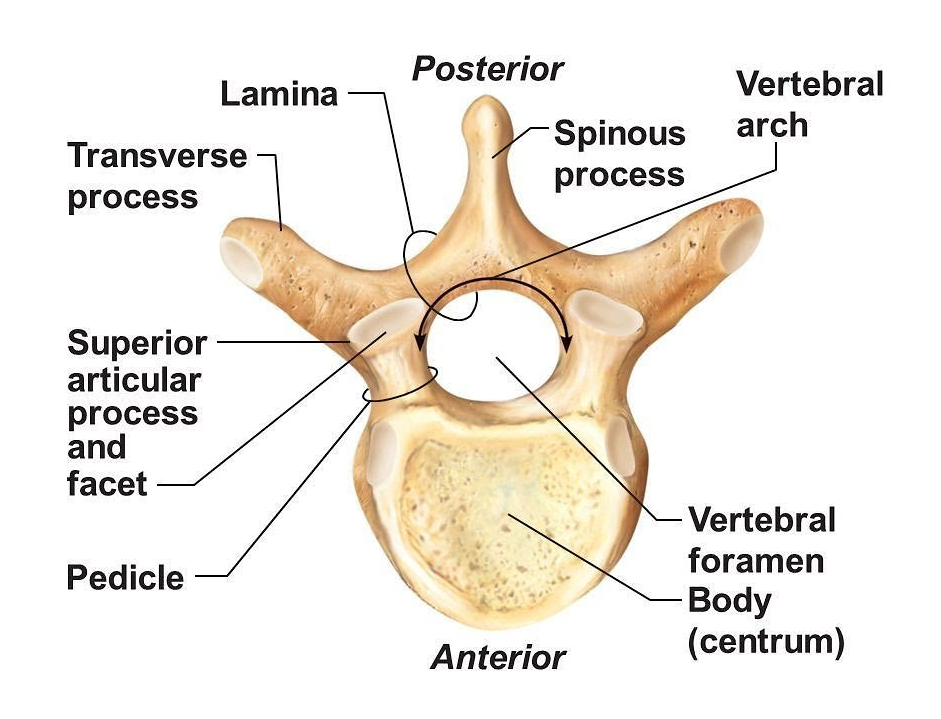 Posterior
Lamina
Vertebral
arch
Spinous
process
Transverse
process
Superior
articular
process
and
facet
Pedicle
Vertebral
foramen
Body
(centrum)
Anterior